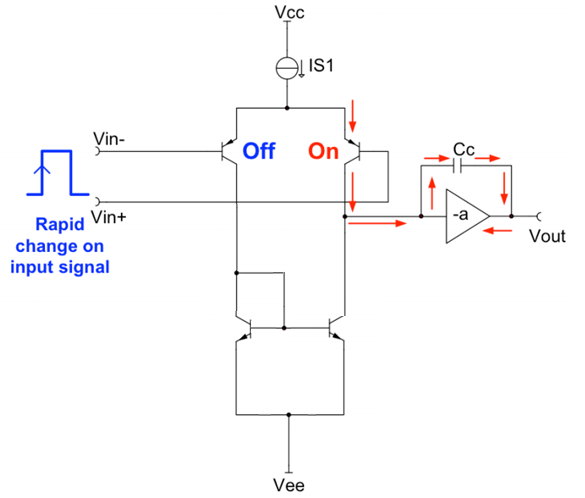 Vcc
IS1
Vin-
Off
On
Cc
Vin+
-a
Rapid
change on
input signal
Vout
Vee